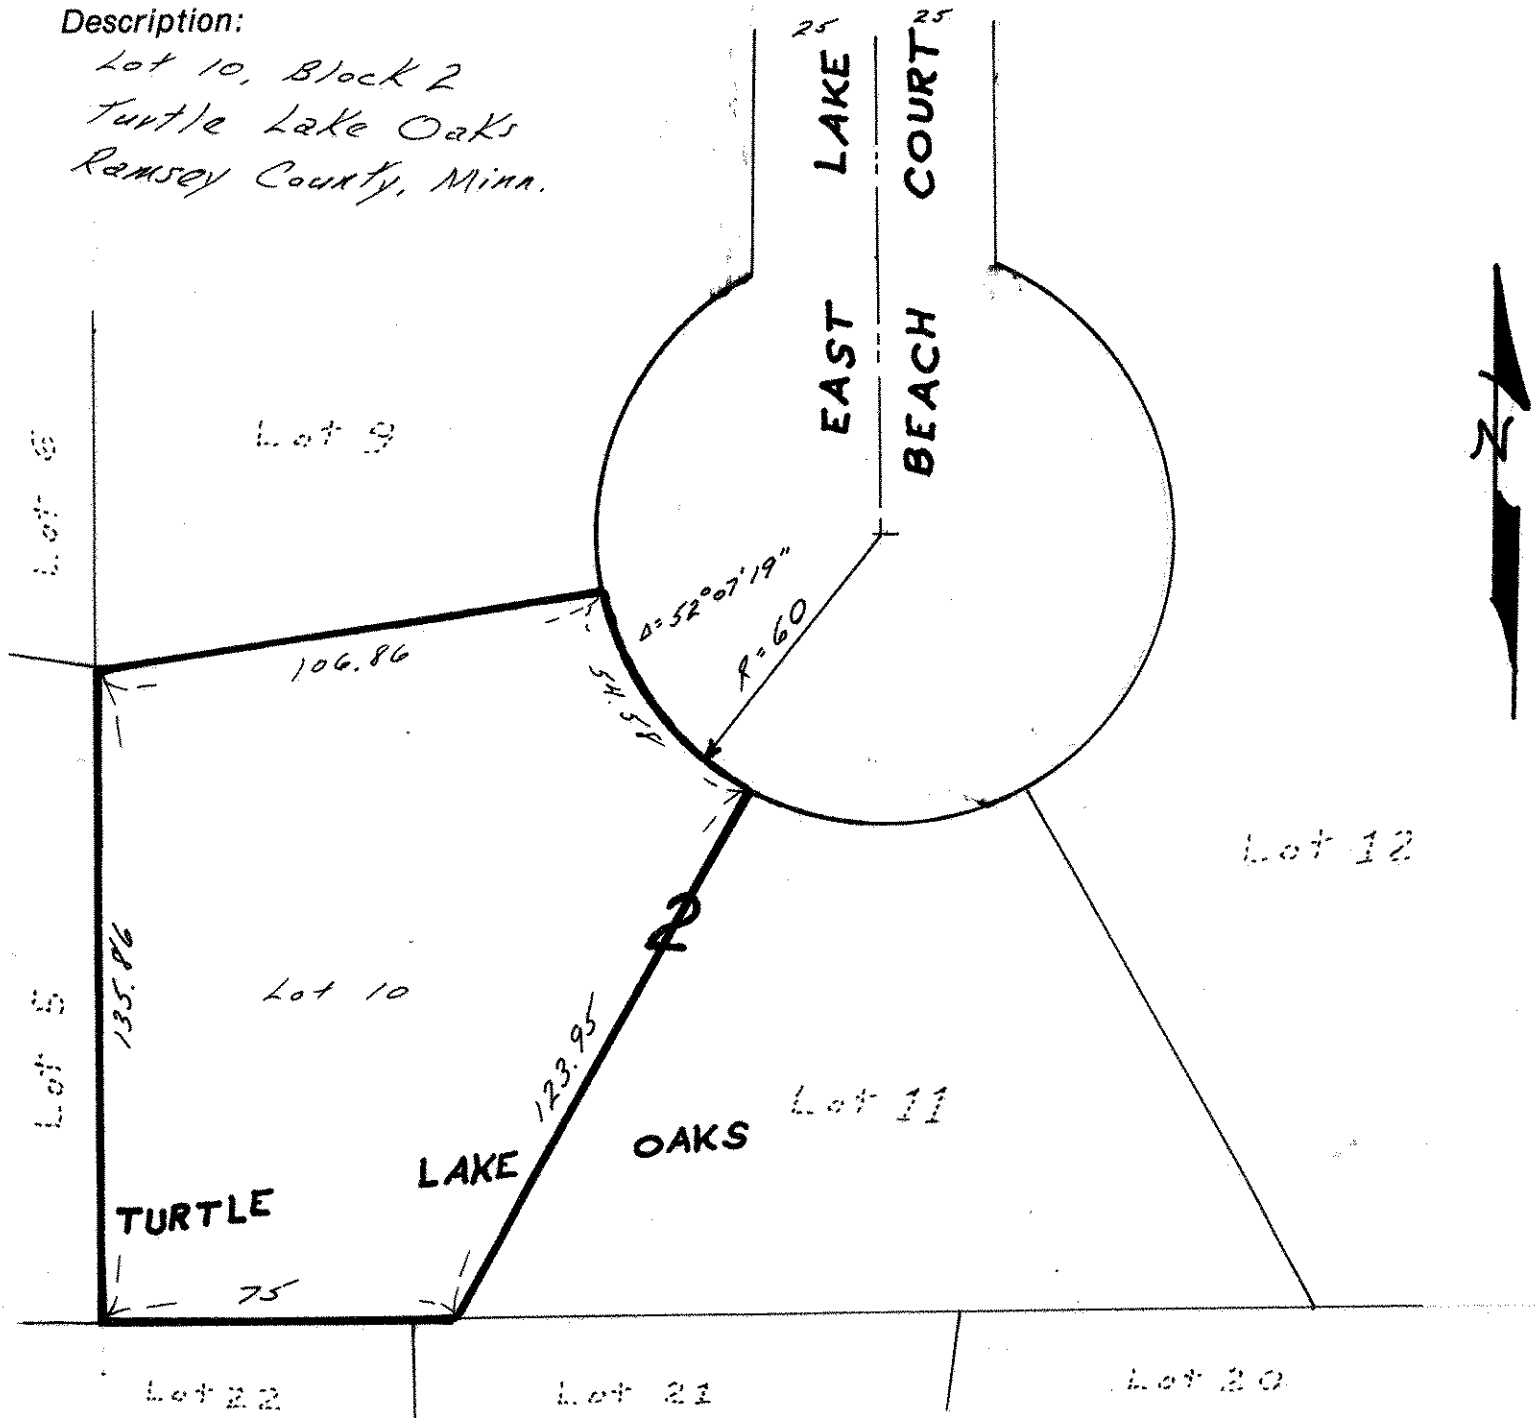 Description:
Lot 10, Block 2
Turtle Lake Oaks
Ramsey County, Minn.
25
25
EAST LAKE
BEACH COURT
Lot 9
Lot 6
N
Δ=52°07'19"
R=60
106.86
54.58
Lot 12
2
135.86
Lot 10
Lot 5
123.95
Lot 11
TURTLE LAKE OAKS
75
Lot 22
Lot 21
Lot 20